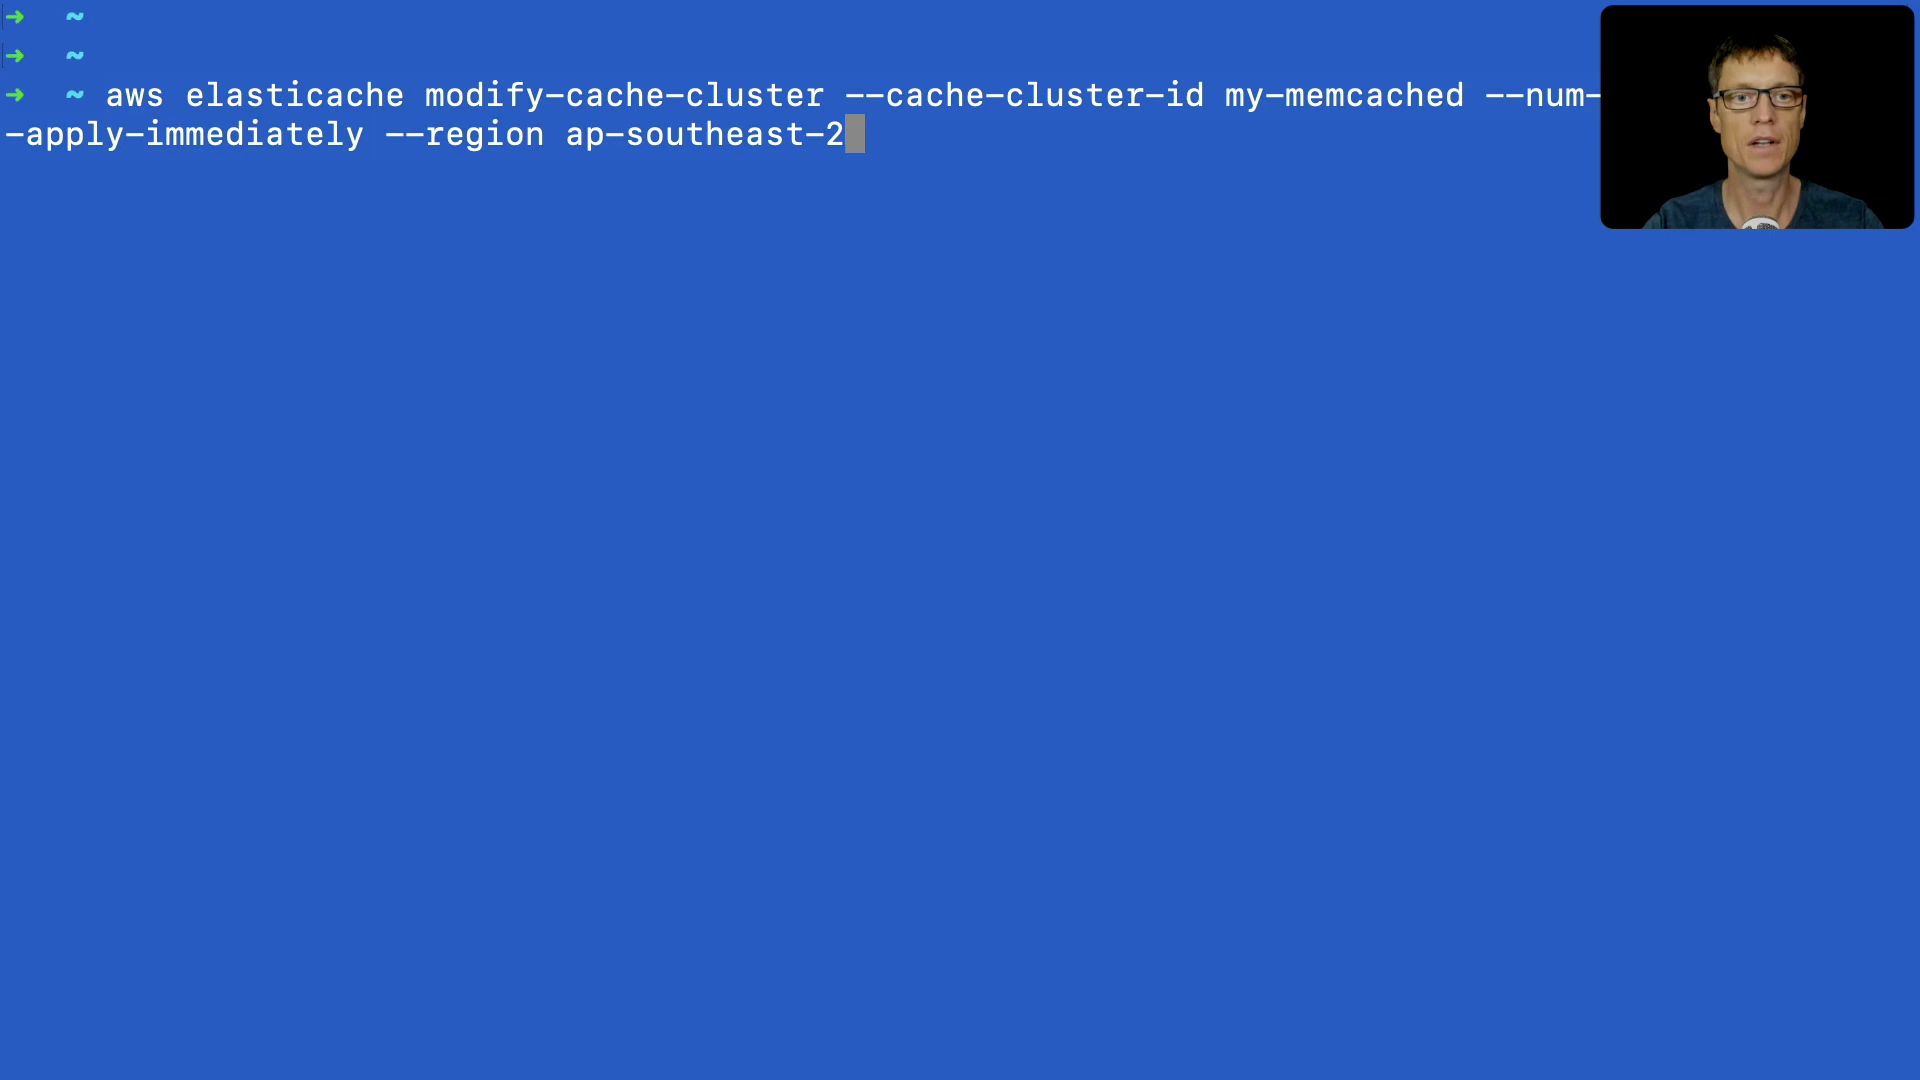 ➜ ~
➜ ~
➜ ~ aws elasticache modify-cache-cluster --cache-cluster-id my-memcached --num-
-apply-immediately --region ap-southeast-2